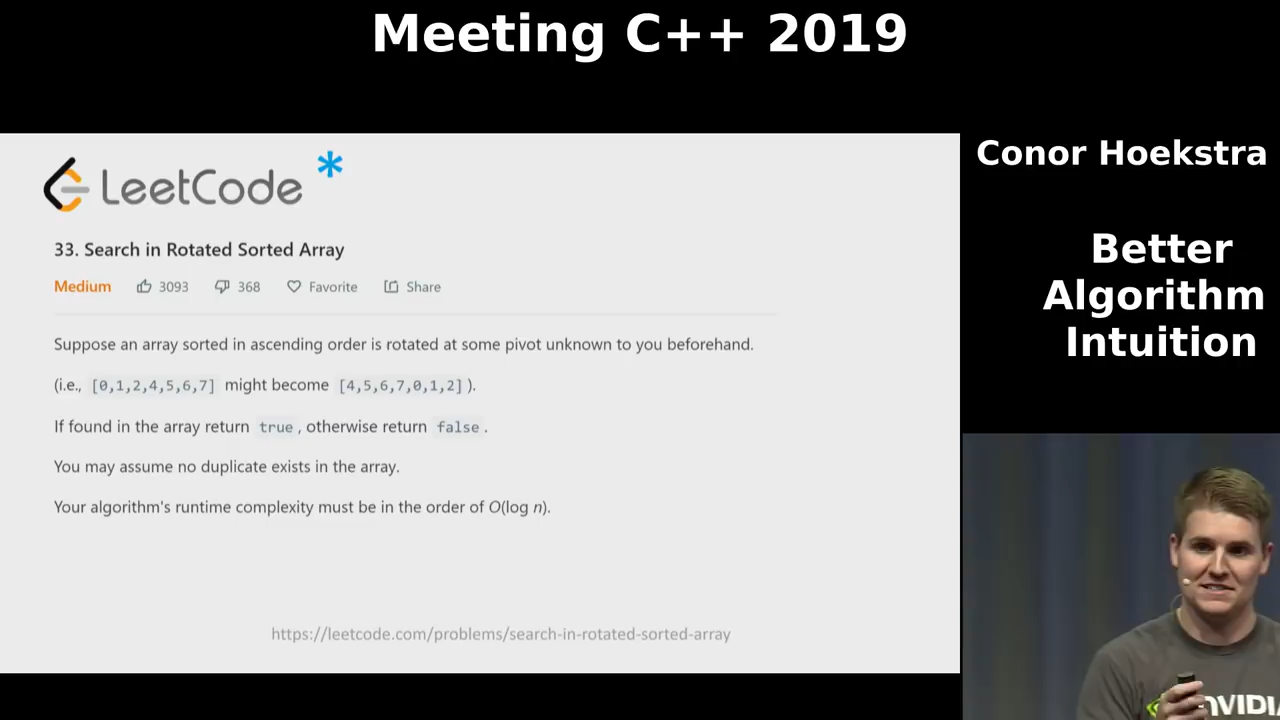 Meeting C++ 2019
LeetCode *
33. Search in Rotated Sorted Array
Medium 3093 368 Favorite Share
Suppose an array sorted in ascending order is rotated at some pivot unknown to you beforehand.
(i.e., [0,1,2,4,5,6,7] might become [4,5,6,7,0,1,2] ).
If found in the array return true , otherwise return false .
You may assume no duplicate exists in the array.
Your algorithm's runtime complexity must be in the order of O(log n).
https://leetcode.com/problems/search-in-rotated-sorted-array
Conor Hoekstra
Better
Algorithm
Intuition